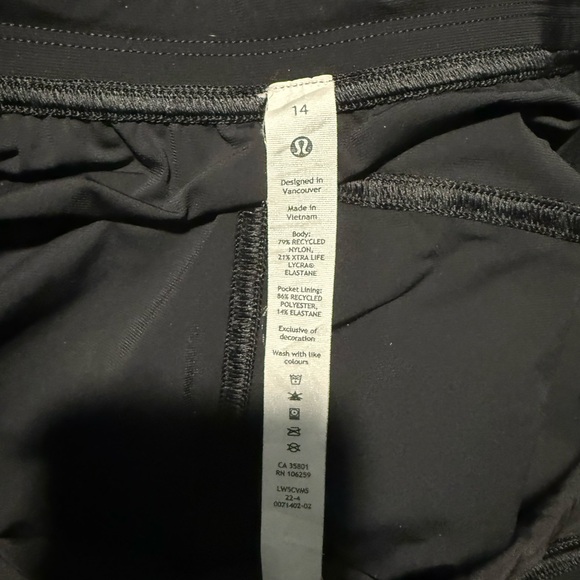 14
Designed in
Vancouver
Made in
Vietnam
Body:
79% RECYCLED
NYLON,
21% XTRA LIFE
LYCRA®
ELASTANE
Pocket Lining:
86% RECYCLED
POLYESTER,
14% ELASTANE
Exclusive of
decoration
Wash with like
colours.
CA 35801
RN 106259
LW5CVMS
22-4
0071402-02